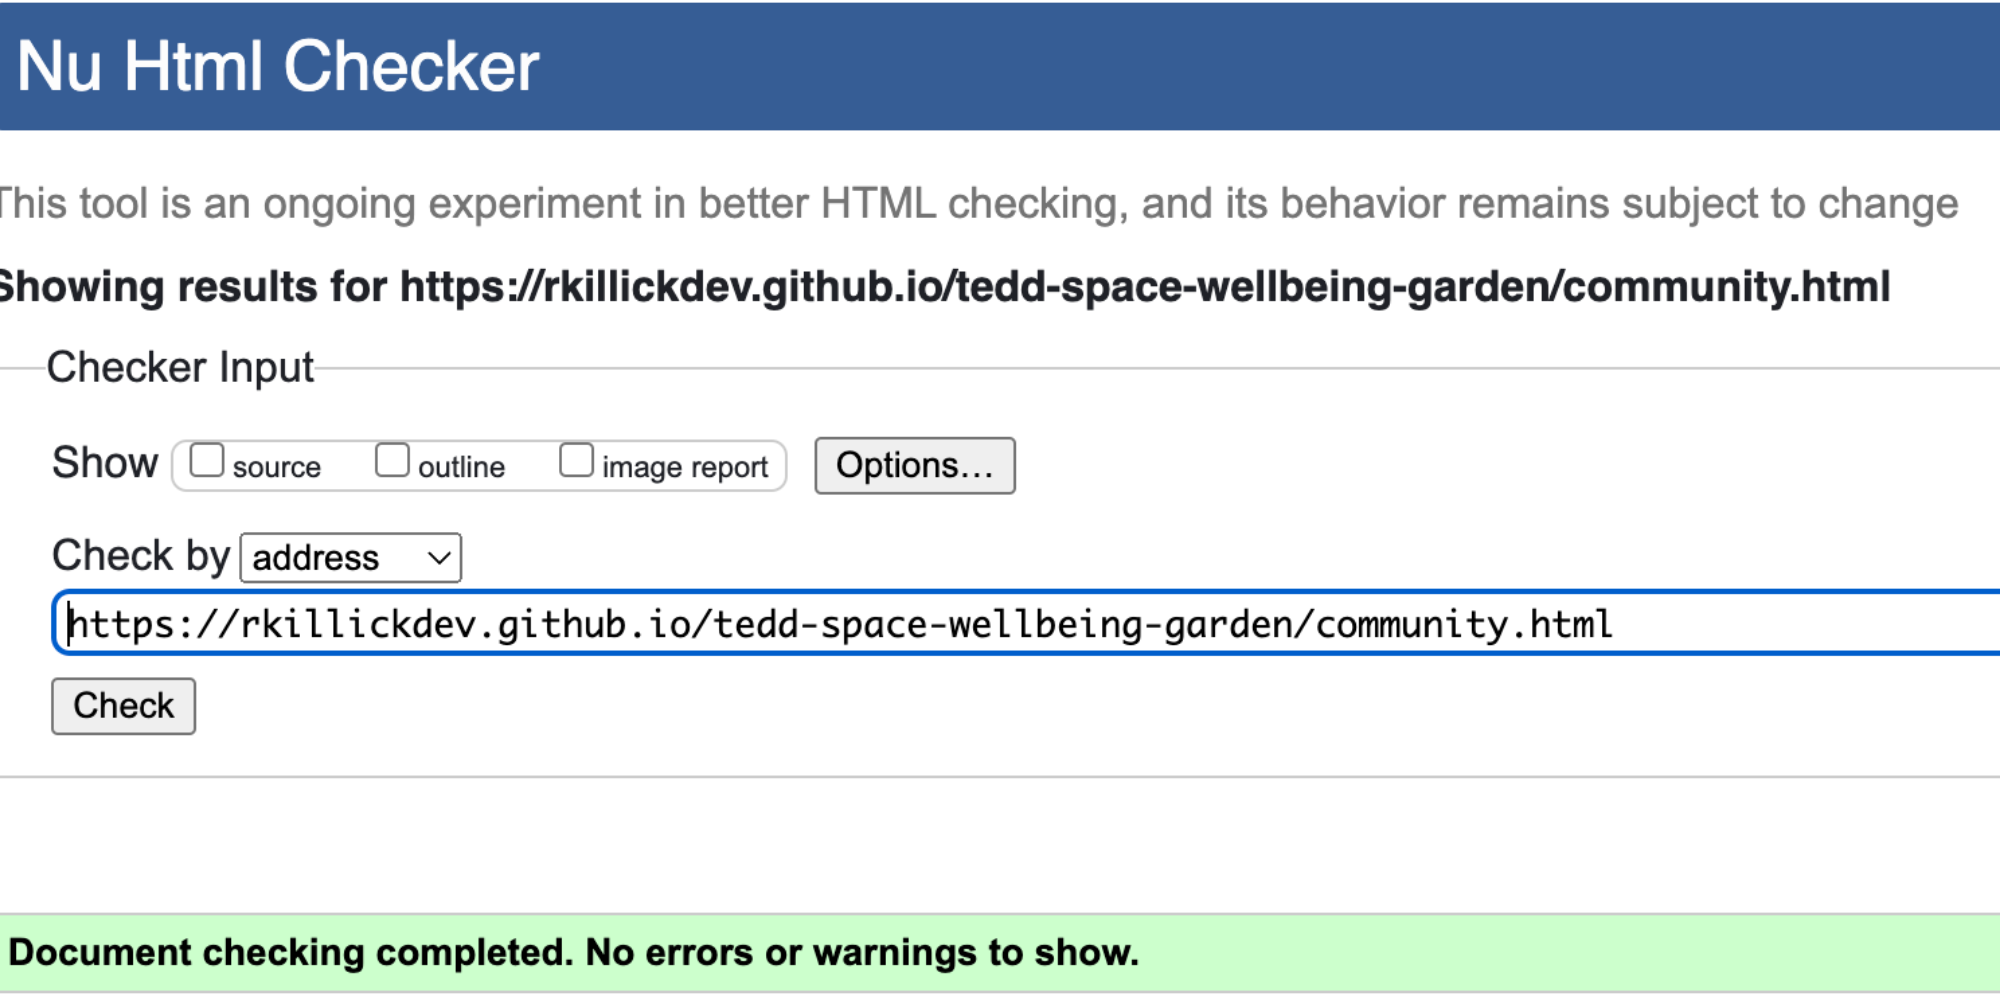 Nu Html Checker
This tool is an ongoing experiment in better HTML checking, and its behavior remains subject to change
Showing results for https://rkillickdev.github.io/tedd-space-wellbeing-garden/community.html
Checker Input
Show source outline image report Options…
Check by address
https://rkillickdev.github.io/tedd-space-wellbeing-garden/community.html
Check
Document checking completed. No errors or warnings to show.